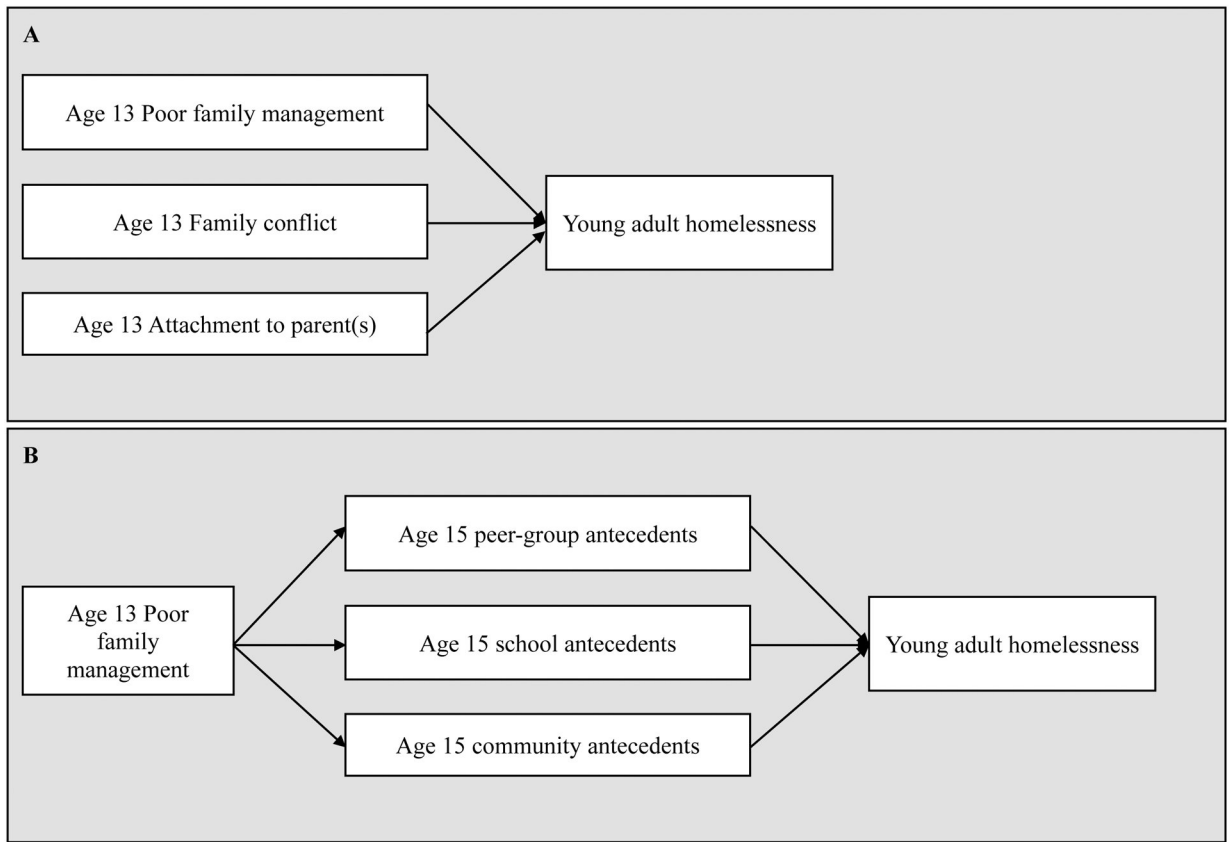 A
Age 13 Poor family management
Age 13 Family conflict
Young adult homelessness
Age 13 Attachment to parent(s)
B
Age 15 peer-group antecedents
Age 13 Poor
family
management
Age 15 school antecedents
Young adult homelessness
Age 15 community antecedents